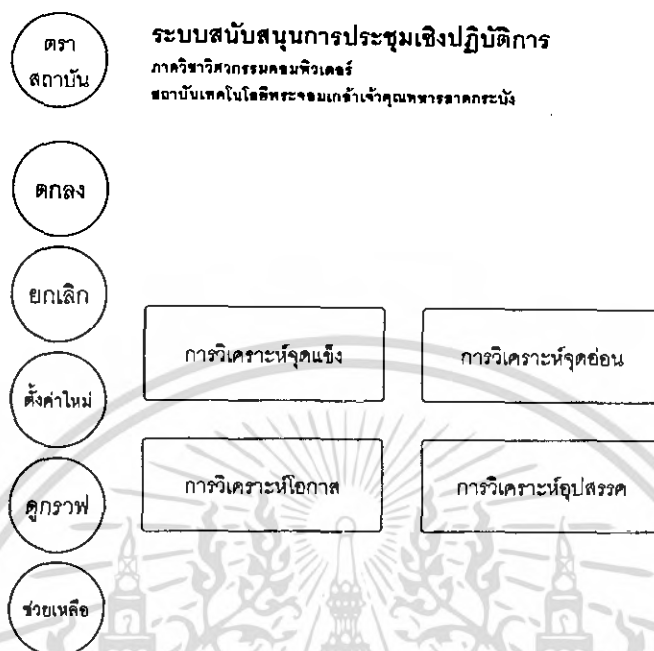 ตรา
สถาบัน
ระบบสนับสนุนการประชุมเชิงปฏิบัติการ
ภาควิชาวิศวกรรมคอมพิวเตอร์
สถาบันเทคโนโลยีพระจอมเกล้าเจ้าคุณทหารลาดกระบัง
ตกลง
ยกเลิก
ตั้งค่าใหม่
ดูกราฟ
ช่วยเหลือ
การวิเคราะห์จุดแข็ง
การวิเคราะห์จุดอ่อน
การวิเคราะห์โอกาส
การวิเคราะห์อุปสรรค